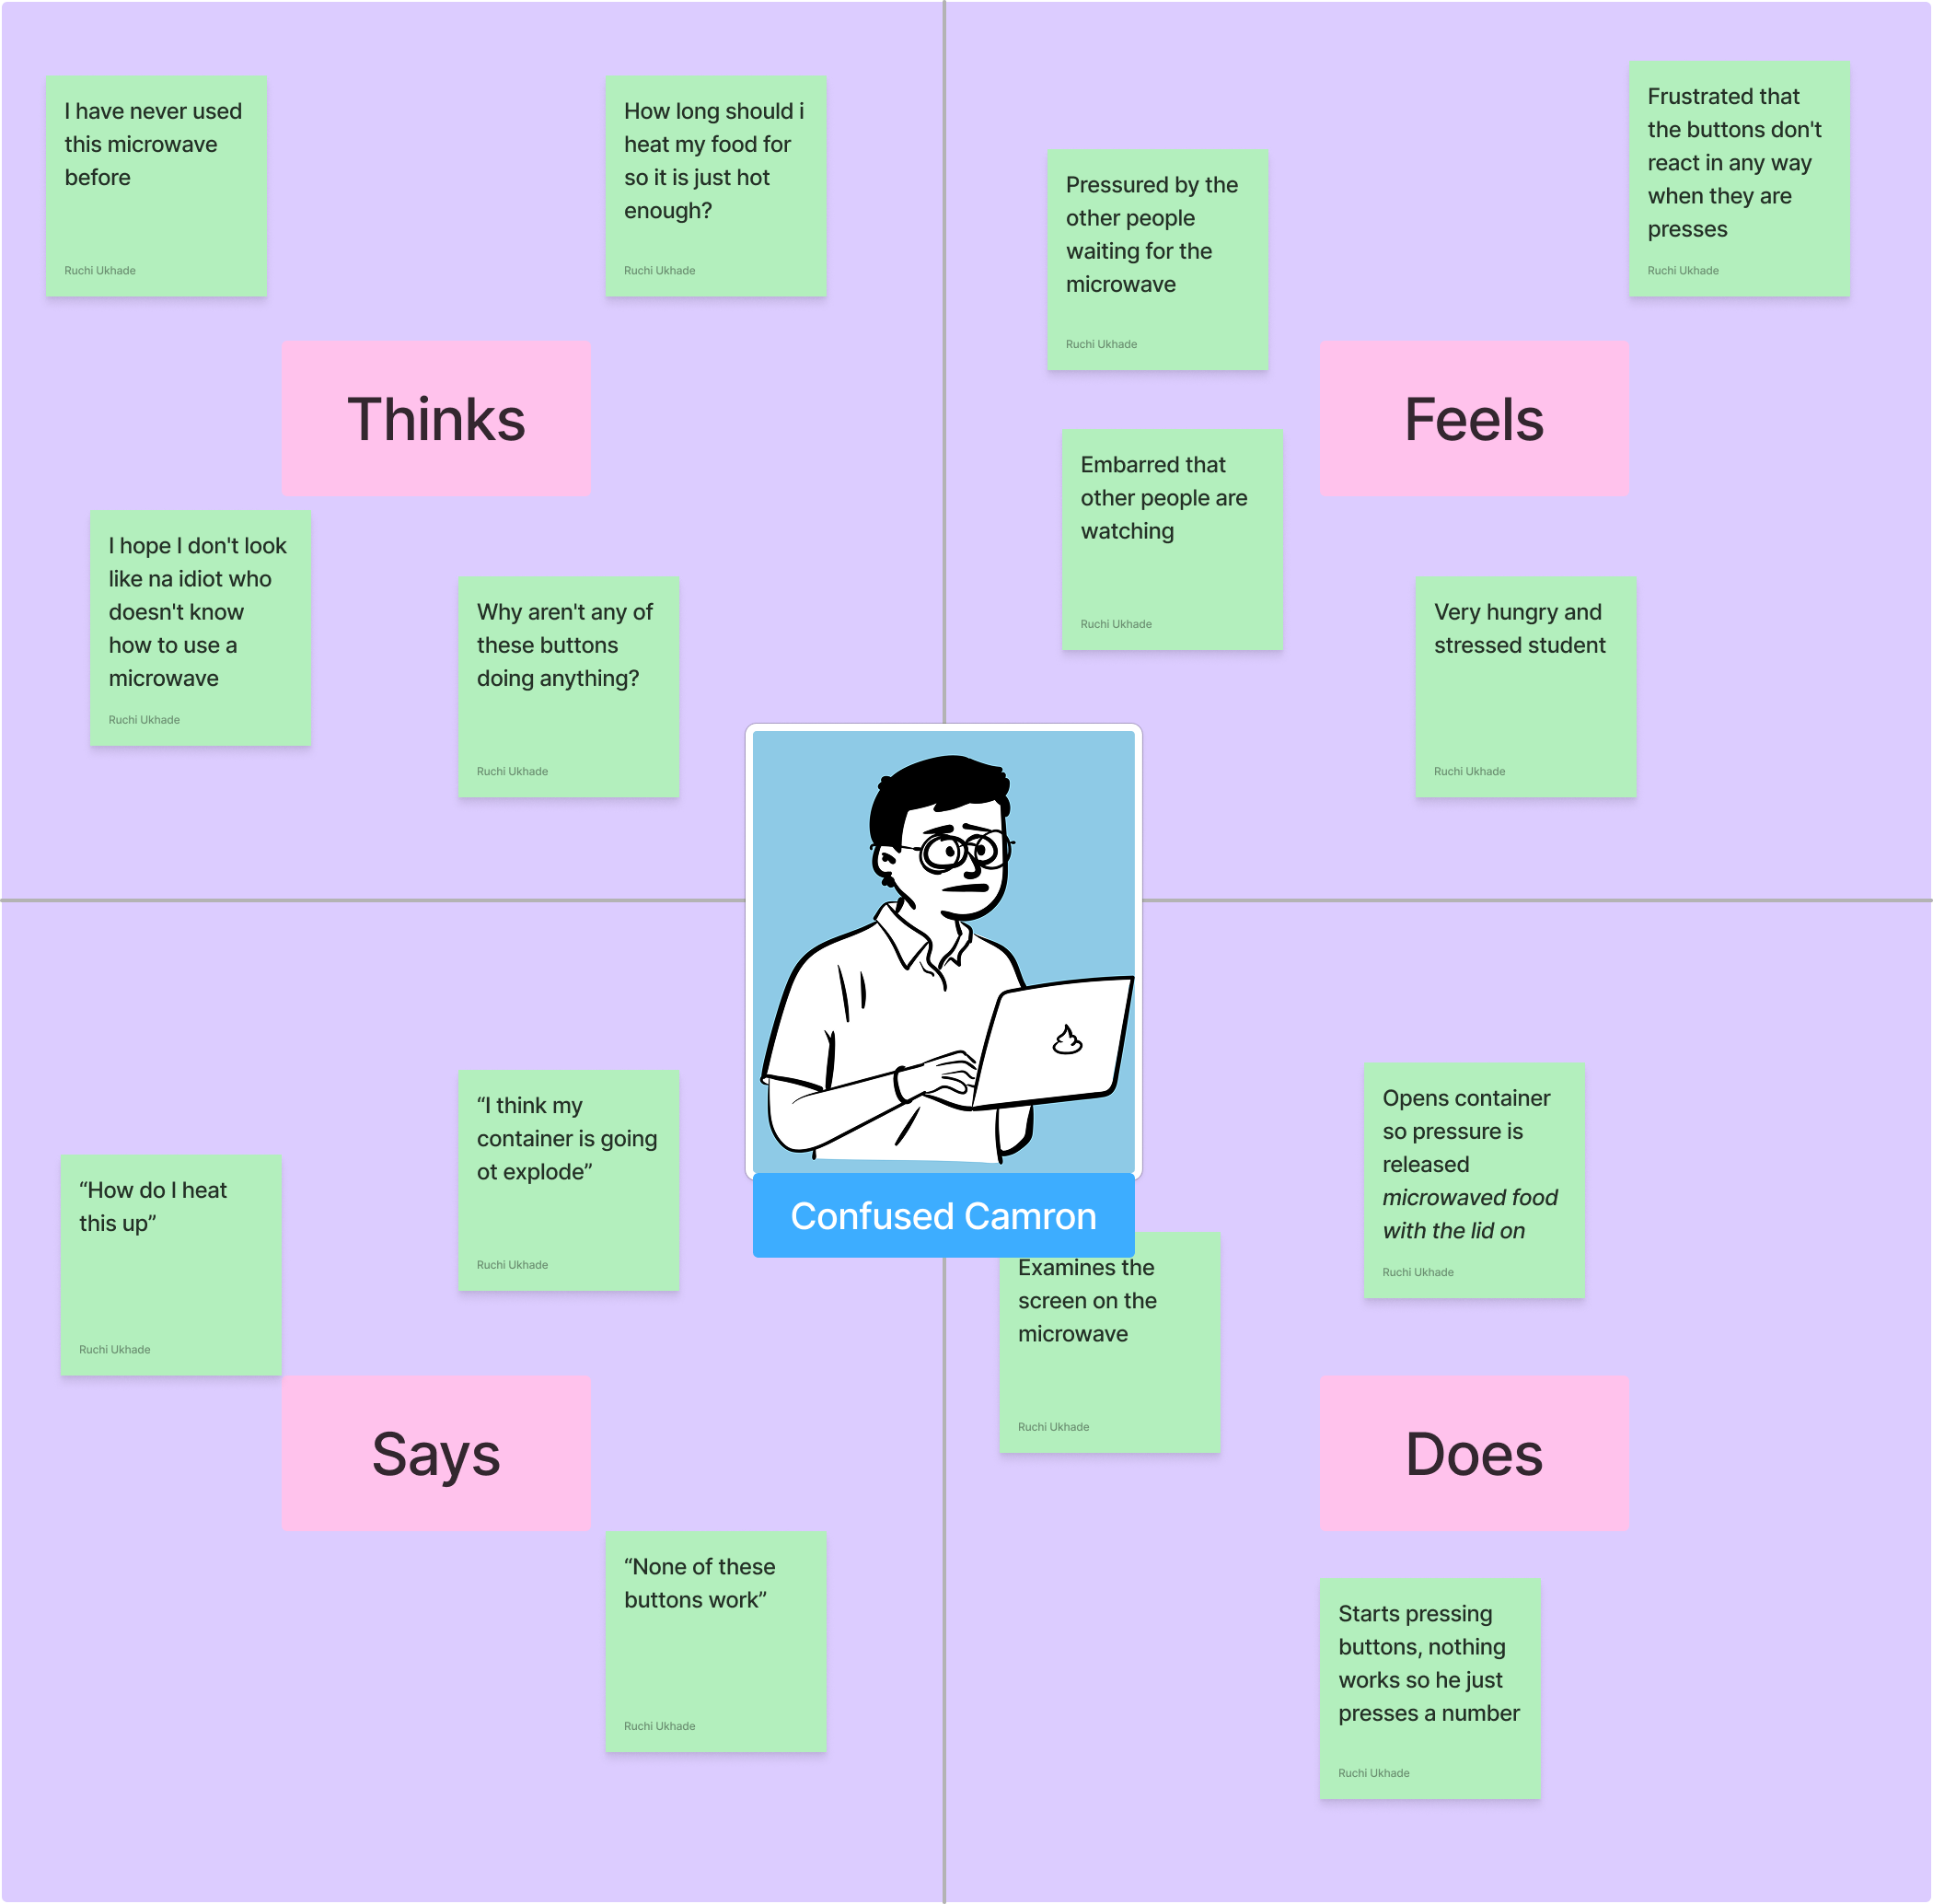 I have never used
this microwave
before
Ruchi Ukhade
How long should i
heat my food for
so it is just hot
enough?
Ruchi Ukhade
Thinks
I hope I don't look
like na idiot who
doesn't know
how to use a
microwave
Ruchi Ukhade
Why aren't any of
these buttons
doing anything?
Ruchi Ukhade
Pressured by the
other people
waiting for the
microwave
Ruchi Ukhade
Frustrated that
the buttons don't
react in any way
when they are
presses
Ruchi Ukhade
Feels
Embarred that
other people are
watching
Ruchi Ukhade
Very hungry and
stressed student
Ruchi Ukhade
Confused Camron
“How do I heat
this up”
Ruchi Ukhade
“I think my
container is going
ot explode”
Ruchi Ukhade
Says
“None of these
buttons work”
Ruchi Ukhade
Examines the
screen on the
microwave
Ruchi Ukhade
Opens container
so pressure is
released
microwaved food
with the lid on
Ruchi Ukhade
Does
Starts pressing
buttons, nothing
works so he just
presses a number
Ruchi Ukhade